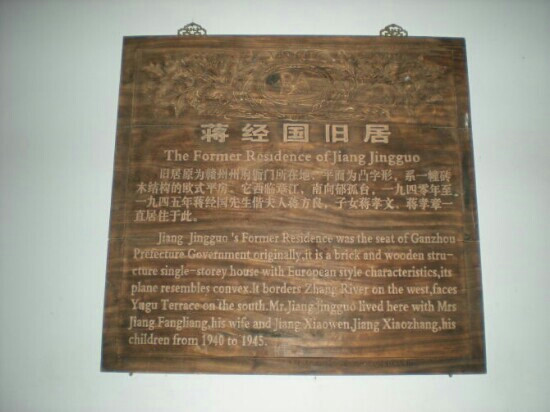 蒋经国旧居
The Former Residence of Jiang Jingguo
旧居原为赣州州府衙门所在地，平面为凸字形，系一幢砖
木结构的欧式平房。它西临章江、南向郁孤台，一九四零年至
一九四五年蒋经国先生偕夫人蒋方良，子女蒋孝文、蒋孝章一
直居住于此。
Jiang Jingguo 's Former Residence was the seat of Ganzhou
Prefecture Government originally,it is a brick and wooden stru-
cture single-storey house with European style characteristics,its
plane resembles convex.It borders Zhang River on the west,faces
Yugu Terrace on the south.Mr.Jiang jingguo lived here with Mrs
Jiang Fangliang,his wife and Jiang Xiaowen,Jiang Xiaozhang,his
children from 1940 to 1945.